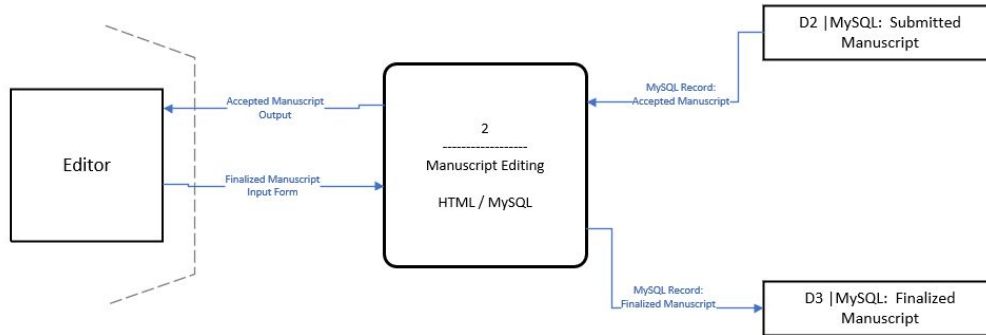 D2 |MySQL:  Submitted
Manuscript
MySQL Record:
Accepted Manuscript
Accepted Manuscript
Output
2
------------------
Manuscript Editing
HTML / MySQL
Editor
Finalized Manuscript
Input Form
MySQL Record:
Finalized Manuscript
D3 |MySQL:  Finalized
Manuscript